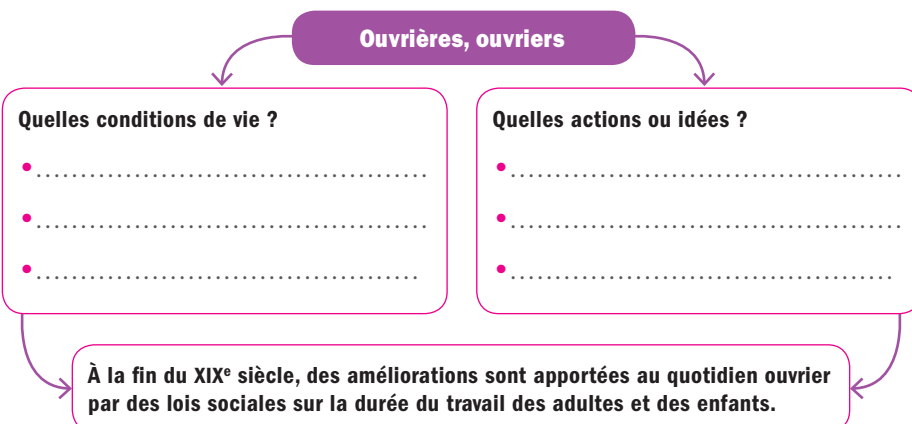 Ouvrières, ouvriers
Quelles conditions de vie ?
• ............................................
• ............................................
• ...........................................
Quelles actions ou idées ?
• ............................................
• ............................................
• ...........................................
À la fin du XIXᵉ siècle, des améliorations sont apportées au quotidien ouvrier
par des lois sociales sur la durée du travail des adultes et des enfants.